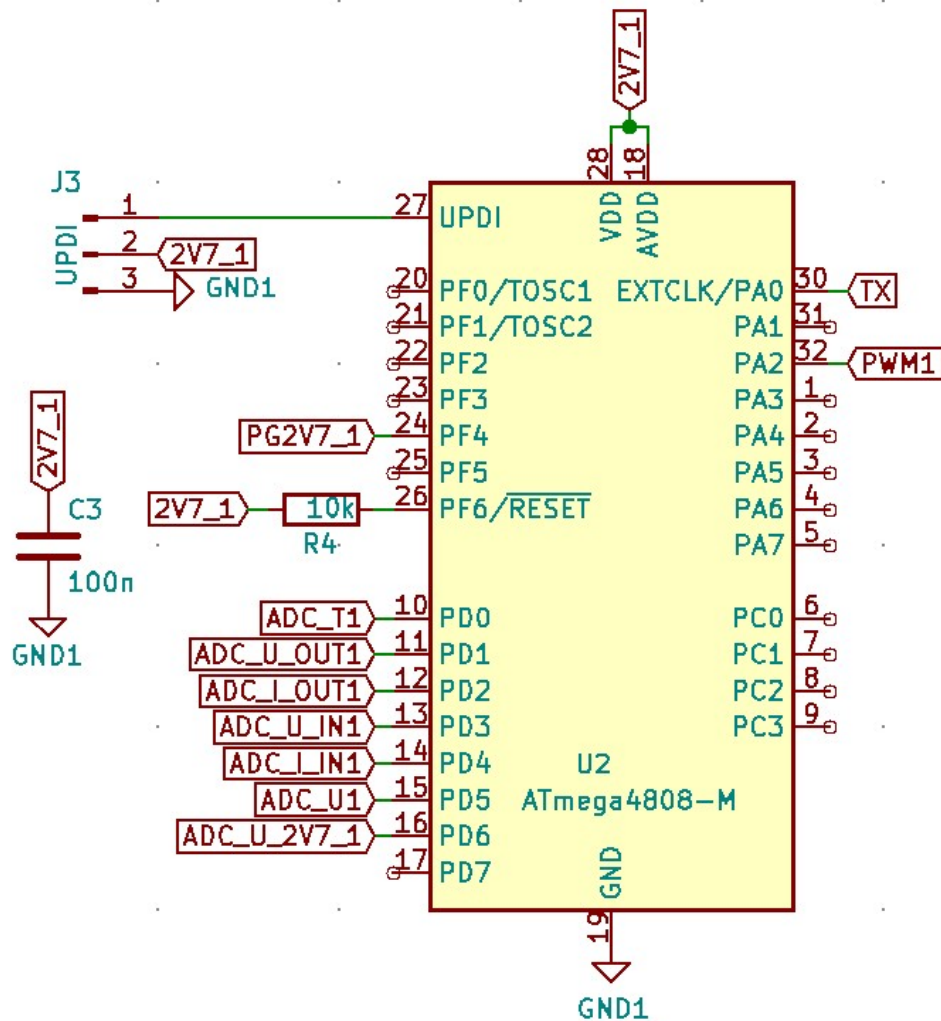 2V7_1
28
18
J3
1
27
UPDI
VDD
AVDD
UPDI
2
2V7_1
3
GND1
20
PF0/TOSC1
EXTCLK/PA0
30
TX
21
PF1/TOSC2
PA1
31
22
PF2
PA2
32
PWM1
23
PF3
PA3
1
2V7_1
PG2V7_1
24
PF4
PA4
2
25
PF5
PA5
3
C3
2V7_1
10k
26
PF6/RESET
PA6
4
R4
PA7
5
100n
GND1
ADC_T1
10
PD0
PC0
6
ADC_U_OUT1
11
PD1
PC1
7
ADC_I_OUT1
12
PD2
PC2
8
ADC_U_IN1
13
PD3
PC3
9
ADC_I_IN1
14
PD4
U2
ADC_U1
15
PD5
ATmega4808-M
ADC_U_2V7_1
16
PD6
17
PD7
GND
19
GND1